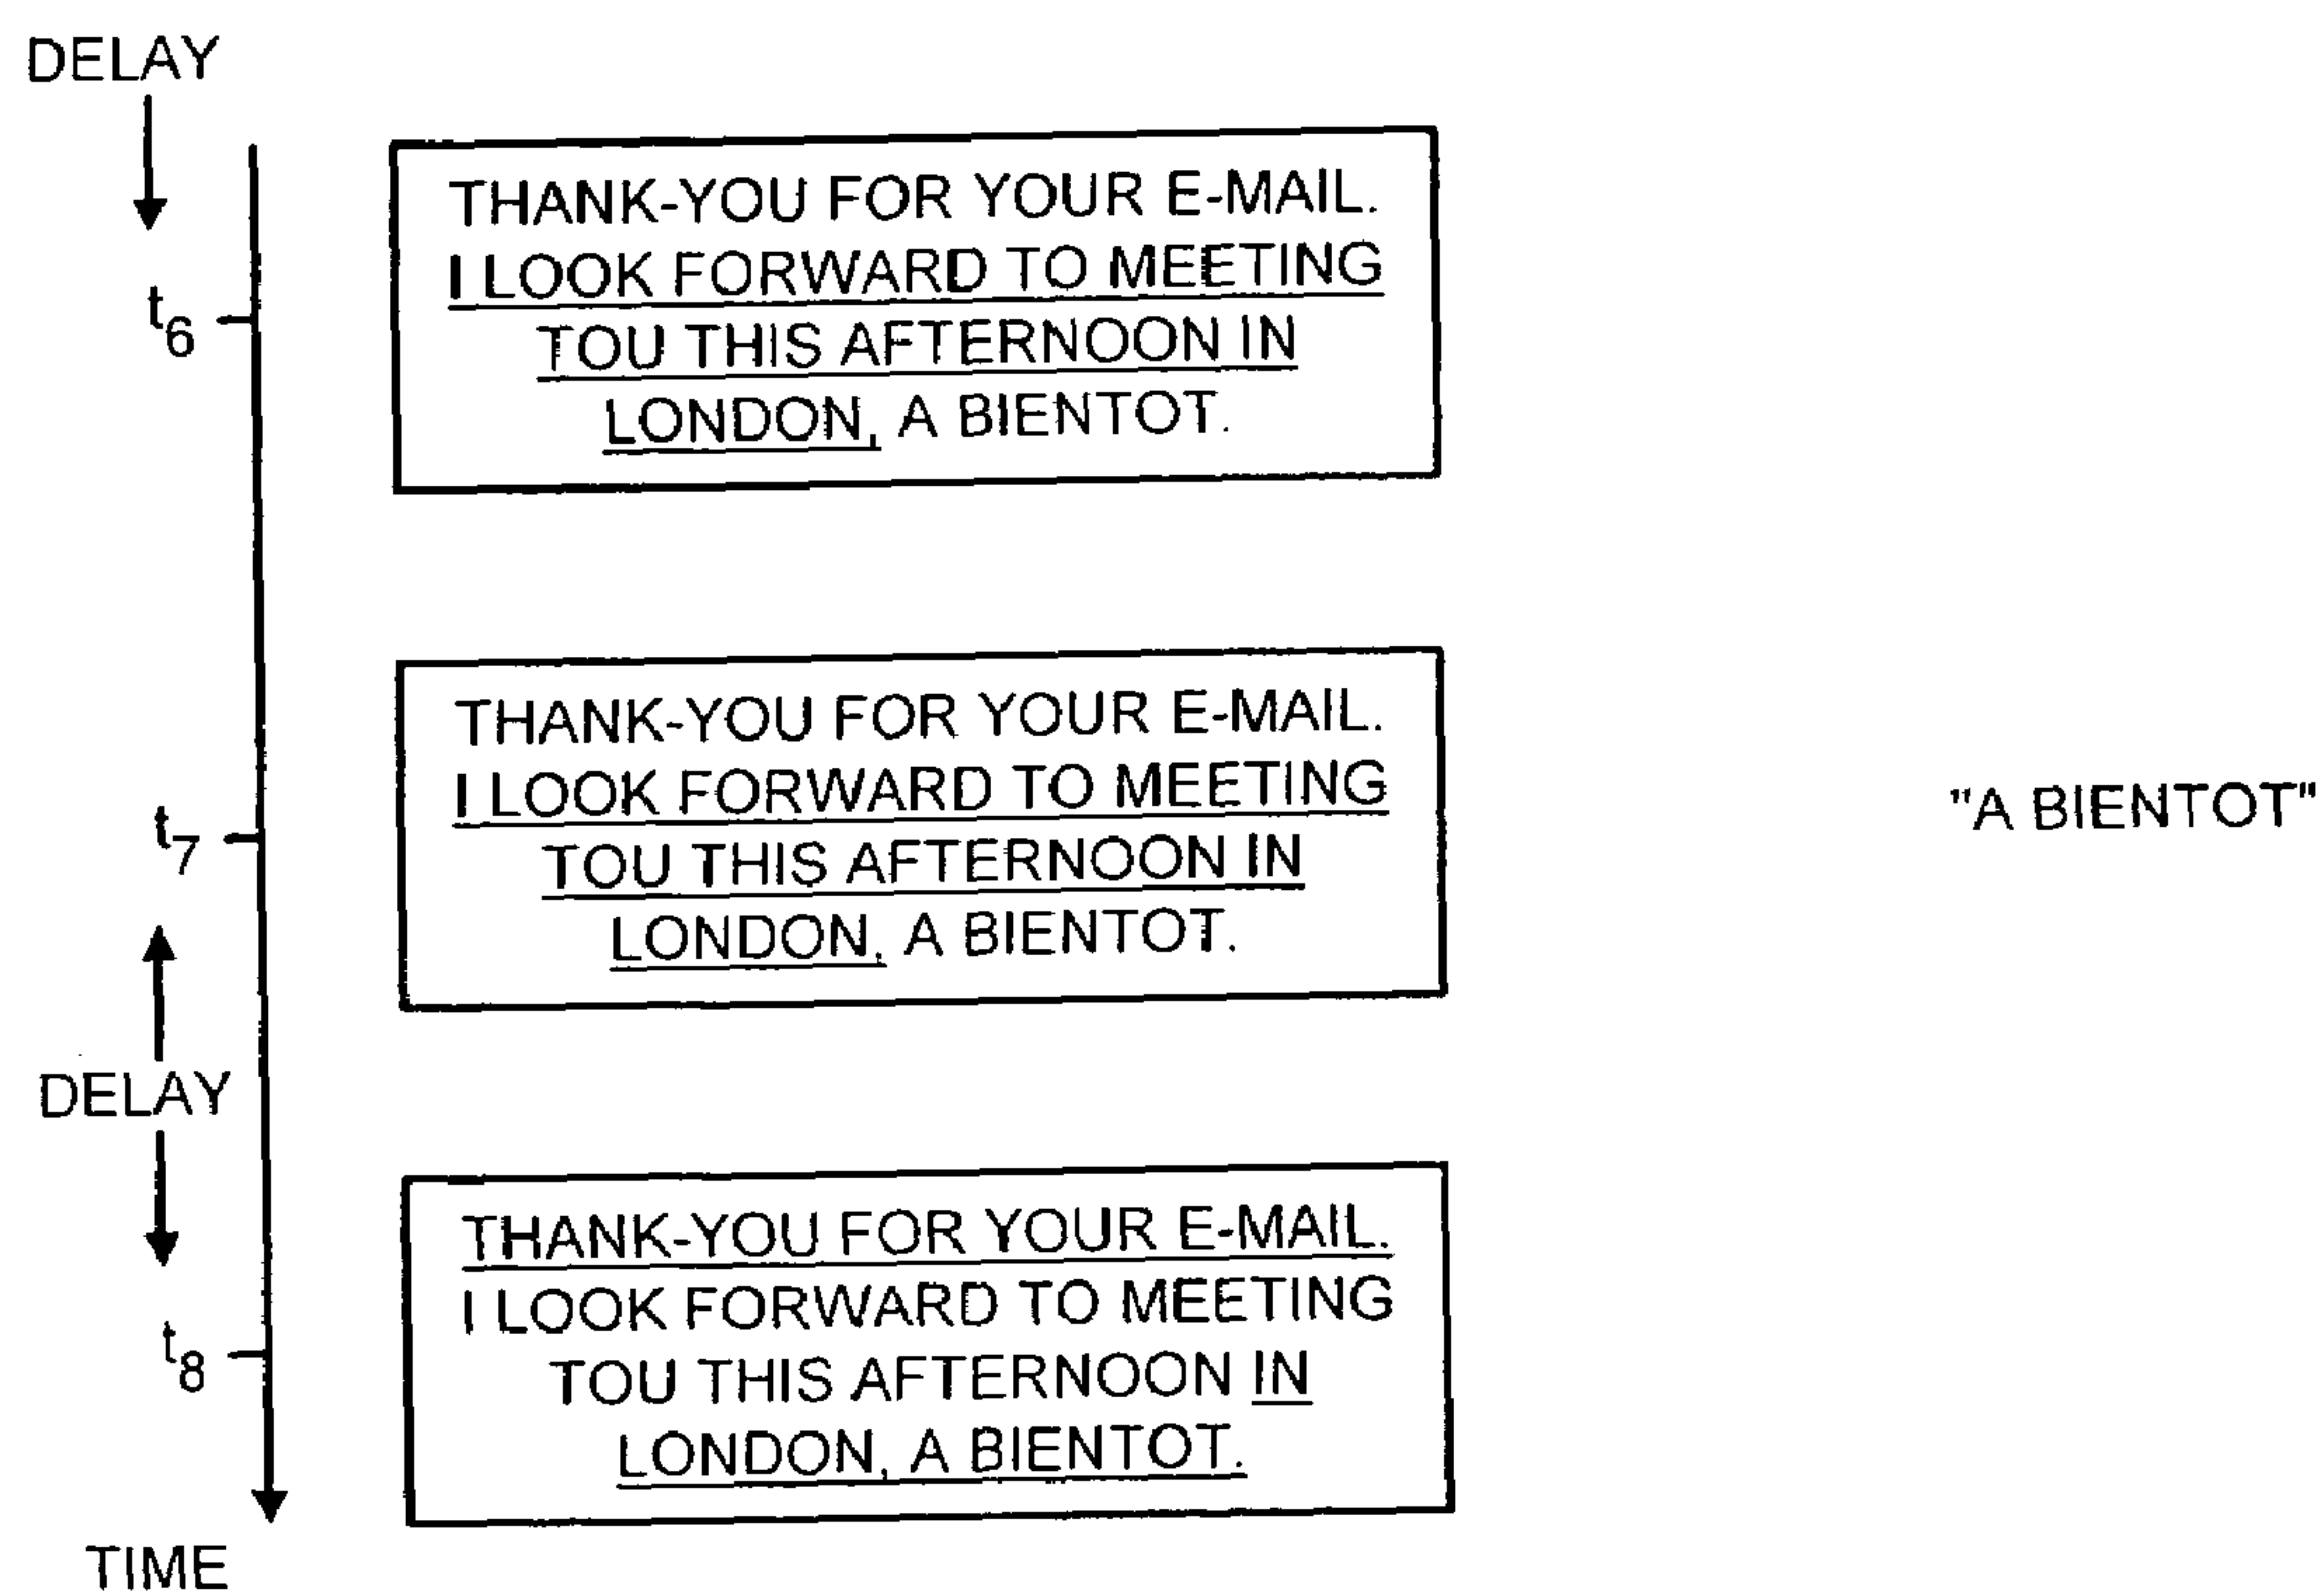 DELAY
t6
THANK-YOU FOR YOUR E-MAIL.
I LOOK FORWARD TO MEETING
TOU THIS AFTERNOON IN
LONDON, A BIENTOT.
t7
THANK-YOU FOR YOUR E-MAIL.
I LOOK FORWARD TO MEETING
TOU THIS AFTERNOON IN
LONDON, A BIENTOT.
"A BIENTOT"
DELAY
t8
THANK-YOU FOR YOUR E-MAIL.
I LOOK FORWARD TO MEETING
TOU THIS AFTERNOON IN
LONDON, A BIENTOT.
TIME